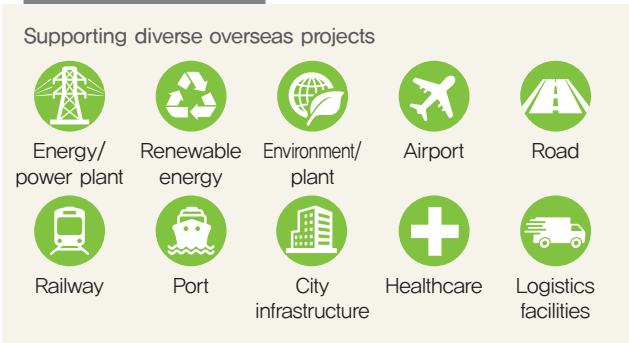 Supporting diverse overseas projects
Energy/
power plant
Renewable
energy
Environment/
plant
Airport
Road
Railway
Port
City
infrastructure
Healthcare
Logistics
facilities